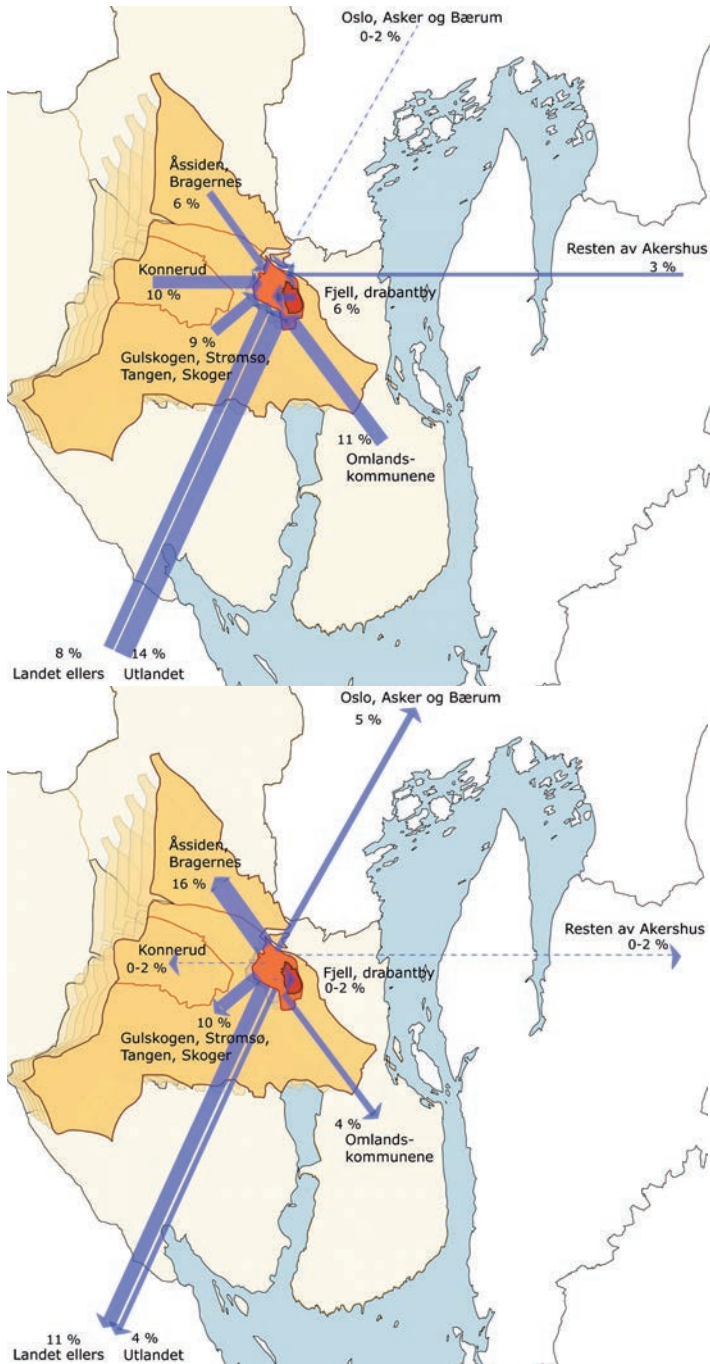 Oslo, Asker og Bærum
0-2 %
Åssiden,
Bragernes
6 %
Resten av Akershus
3 %
Konnerud
10 %
Fjell, drabantby
6 %
9 %
Gulskogen, Strømsø,
Tangen, Skoger
11 %
Omlands-
kommunene
8 %
14 %
Landet ellers
Utlandet
Oslo, Asker og Bærum
5 %
Åssiden,
Bragernes
16 %
Resten av Akershus
0-2 %
Konnerud
0-2 %
Fjell, drabantby
0-2 %
10 %
Gulskogen, Strømsø,
Tangen, Skoger
4 %
Omlands-
kommunene
11 %
4 %
Landet ellers
Utlandet